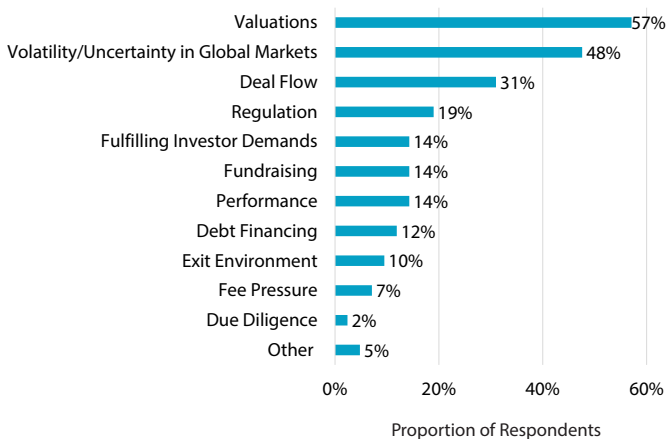 Valuations 57%
Volatility/Uncertainty in Global Markets 48%
Deal Flow 31%
Regulation 19%
Fulfilling Investor Demands 14%
Fundraising 14%
Performance 14%
Debt Financing 12%
Exit Environment 10%
Fee Pressure 7%
Due Diligence 2%
Other 5%
0% 20% 40% 60%
Proportion of Respondents